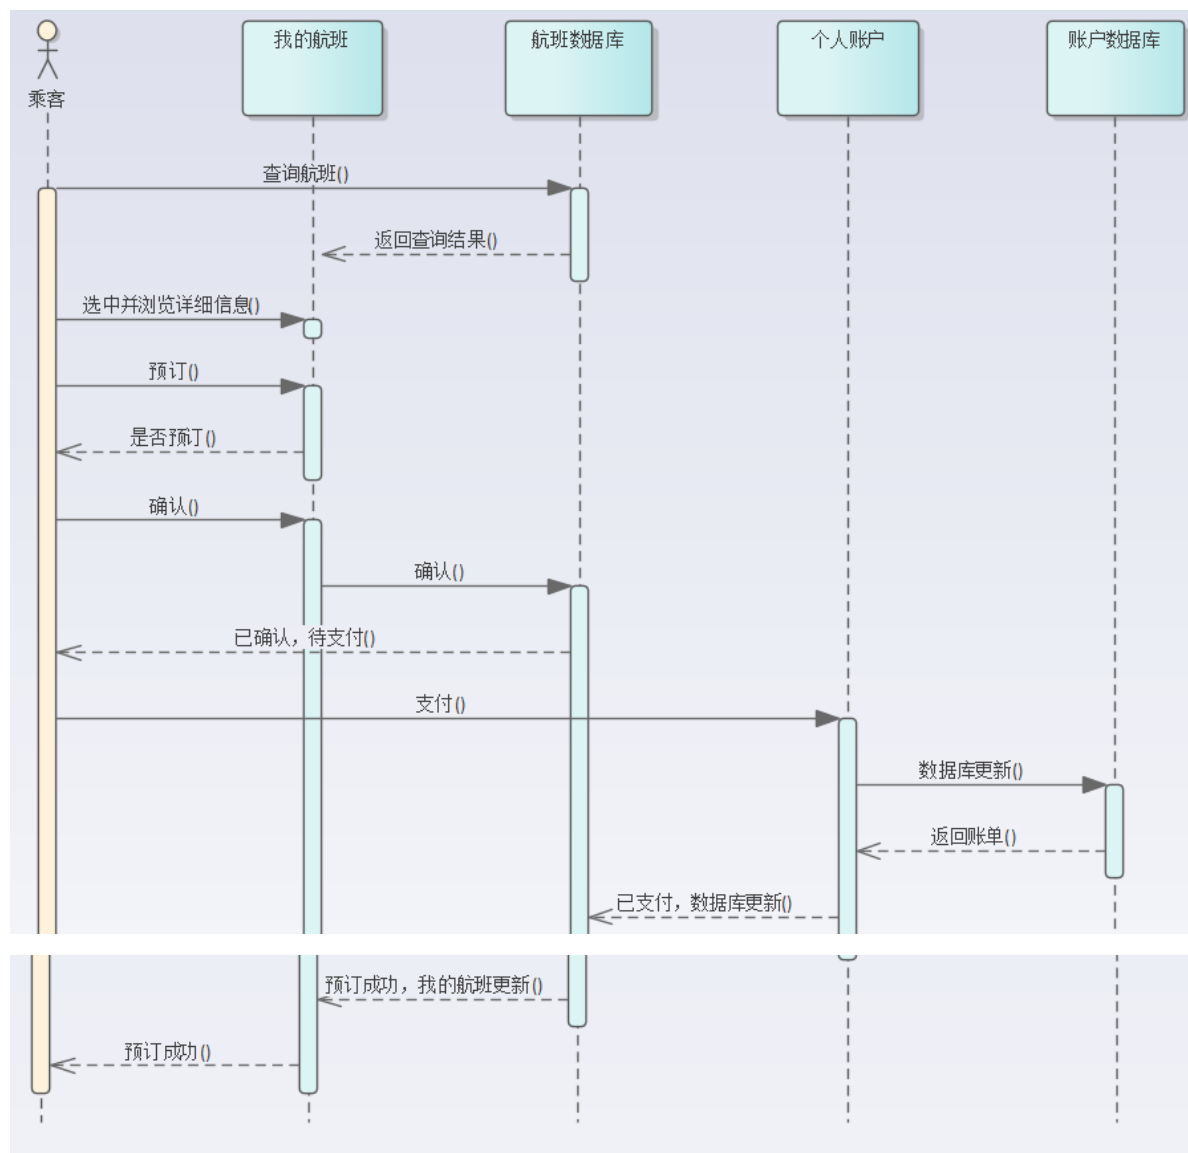 我的航班
航班数据库
个人账户
账户数据库
乘客
查询航班()
返回查询结果()
选中并浏览详细信息()
预订()
是否预订()
确认()
确认()
已确认，待支付()
支付()
数据库更新()
返回账单()
已支付，数据库更新()
预订成功，我的航班更新()
预订成功()